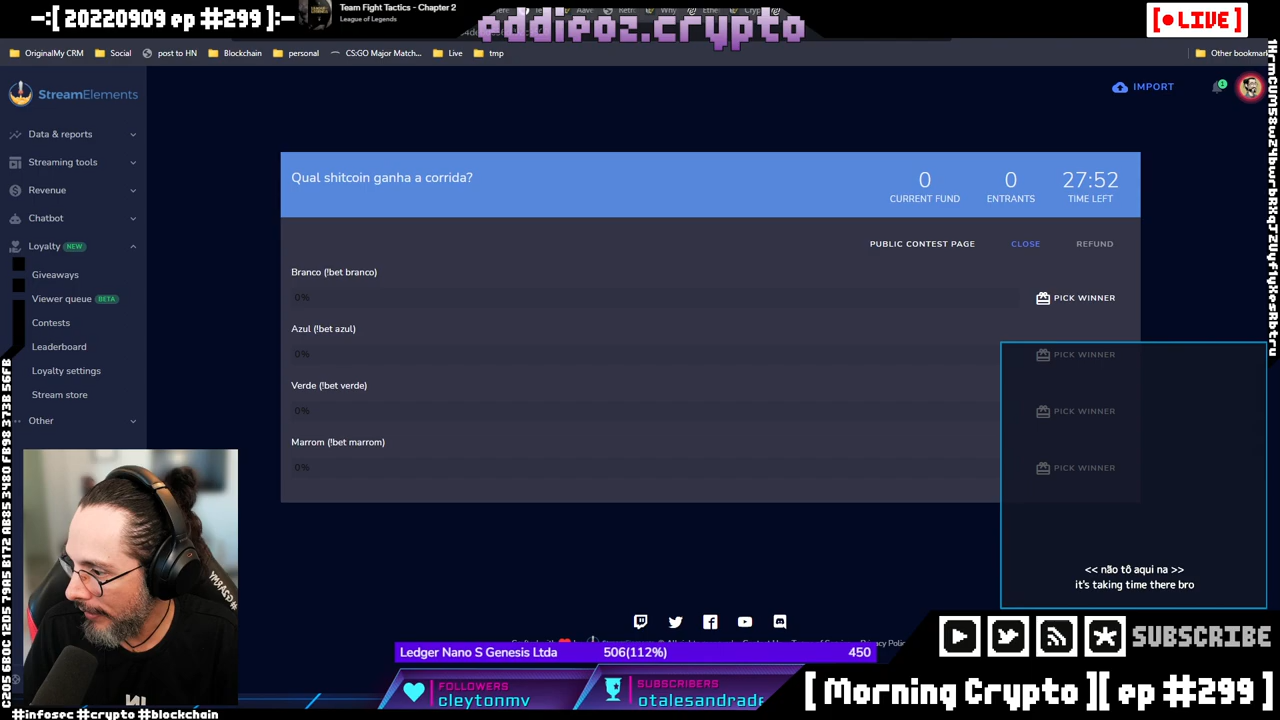 -:[ 20220909 ep #299 ]:-
Team Fight Tactics - Chapter 2
League of Legends
eddieoz.crypto
[ LIVE ]
OriginalMy CRM
Social
post to HN
Blockchain
personal
CS:GO Major Match...
Live
tmp
Other bookmar
StreamElements
IMPORT
1
Data & reports
Streaming tools
Revenue
Chatbot
Loyalty NEW
Giveaways
Viewer queue BETA
Contests
Leaderboard
Loyalty settings
Stream store
Other
Qual shitcoin ganha a corrida?
0
CURRENT FUND
0
ENTRANTS
27:52
TIME LEFT
PUBLIC CONTEST PAGE
CLOSE
REFUND
Branco (!bet branco)
0%
PICK WINNER
Azul (!bet azul)
0%
PICK WINNER
Verde (!bet verde)
0%
PICK WINNER
Marrom (!bet marrom)
0%
PICK WINNER
<< não tô aqui na >>
it's taking time there bro
Ledger Nano S Genesis Ltda 506(112%) 450
FOLLOWERS
cleytonmv
SUBSCRIBERS
otalesandrade
SUBSCRIBE
[ Morning Crypto ][ ep #299 ]
#infosec #crypto #blockchain